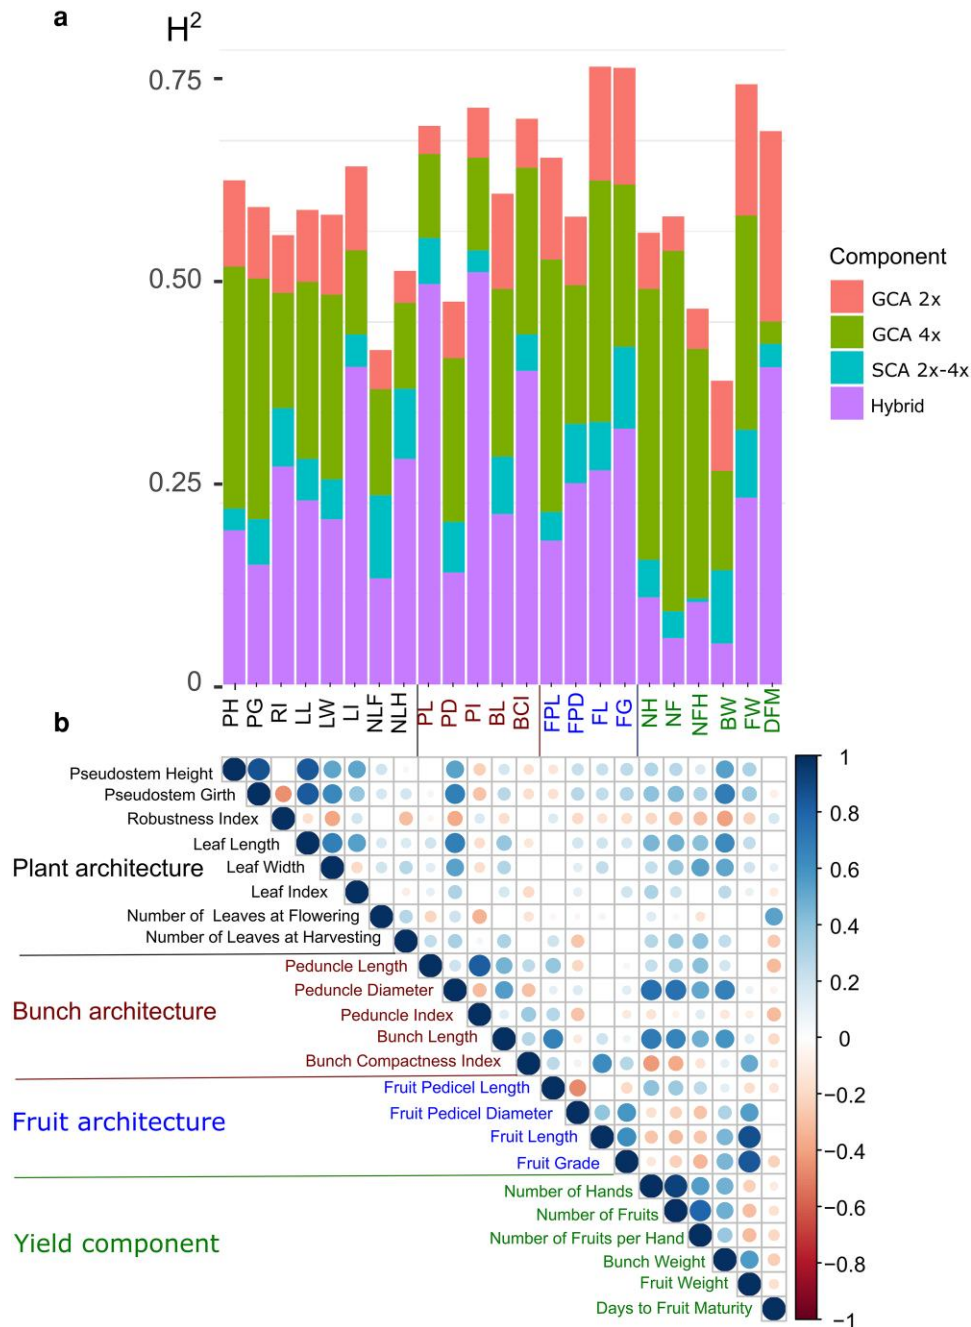 a
H2
0.75
0.50
0.25
0
Component
GCA 2x
GCA 4x
SCA 2x-4x
Hybrid
PH PG RI LL LW LI NLF NLH PL PD PI BL BCI FPL FPD FL FG NH NF NFH BW FW DFM
b
Pseudostem Height
Pseudostem Girth
Robustness Index
Leaf Length
Plant architecture
Leaf Width
Leaf Index
Number of Leaves at Flowering
Number of Leaves at Harvesting
Peduncle Length
Peduncle Diameter
Bunch architecture
Peduncle Index
Bunch Length
Bunch Compactness Index
Fruit Pedicel Length
Fruit architecture
Fruit Pedicel Diameter
Fruit Length
Fruit Grade
Number of Hands
Number of Fruits
Yield component
Number of Fruits per Hand
Bunch Weight
Fruit Weight
Days to Fruit Maturity
1
0.8
0.6
0.4
0.2
0
−0.2
−0.4
−0.6
−0.8
−1